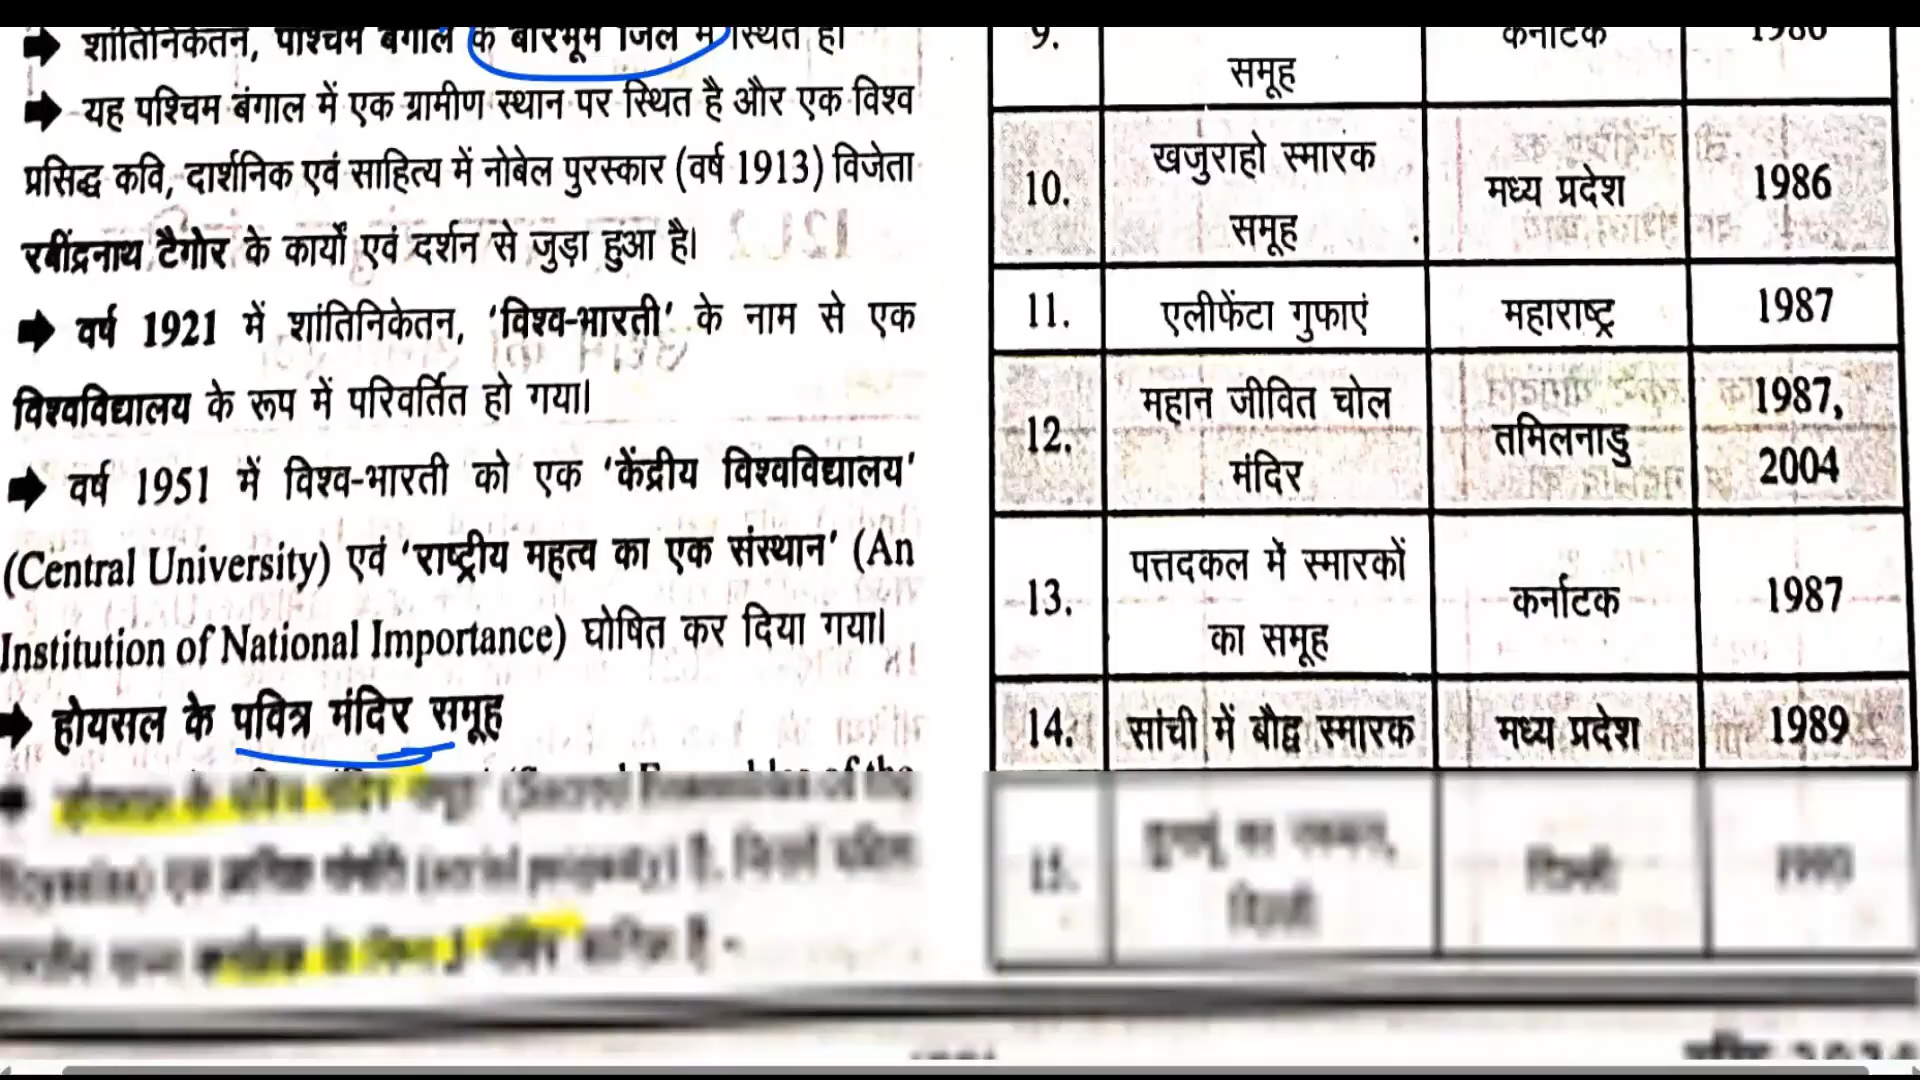 ➡ शांतिनिकेतन, पश्चिम बंगाल के बीरभूम जिले में स्थित है।
➡ यह पश्चिम बंगाल में एक ग्रामीण स्थान पर स्थित है और एक विश्व
प्रसिद्ध कवि, दार्शनिक एवं साहित्य में नोबेल पुरस्कार (वर्ष 1913) विजेता
रबींद्रनाथ टैगोर के कार्यों एवं दर्शन से जुड़ा हुआ है।
➡ वर्ष 1921 में शांतिनिकेतन, ‘विश्व-भारती’ के नाम से एक
विश्वविद्यालय के रूप में परिवर्तित हो गया।
➡ वर्ष 1951 में विश्व-भारती को एक ‘केंद्रीय विश्वविद्यालय’
(Central University) एवं ‘राष्ट्रीय महत्व का एक संस्थान’ (An
Institution of National Importance) घोषित कर दिया गया।
➡ होयसल के पवित्र मंदिर समूह
9. समूह कर्नाटक 1986
10. खजुराहो स्मारक समूह मध्य प्रदेश 1986
11. एलीफेंटा गुफाएं महाराष्ट्र 1987
12. महान जीवित चोल मंदिर तमिलनाडु 1987, 2004
13. पत्तदकल में स्मारकों का समूह कर्नाटक 1987
14. सांची में बौद्ध स्मारक मध्य प्रदेश 1989